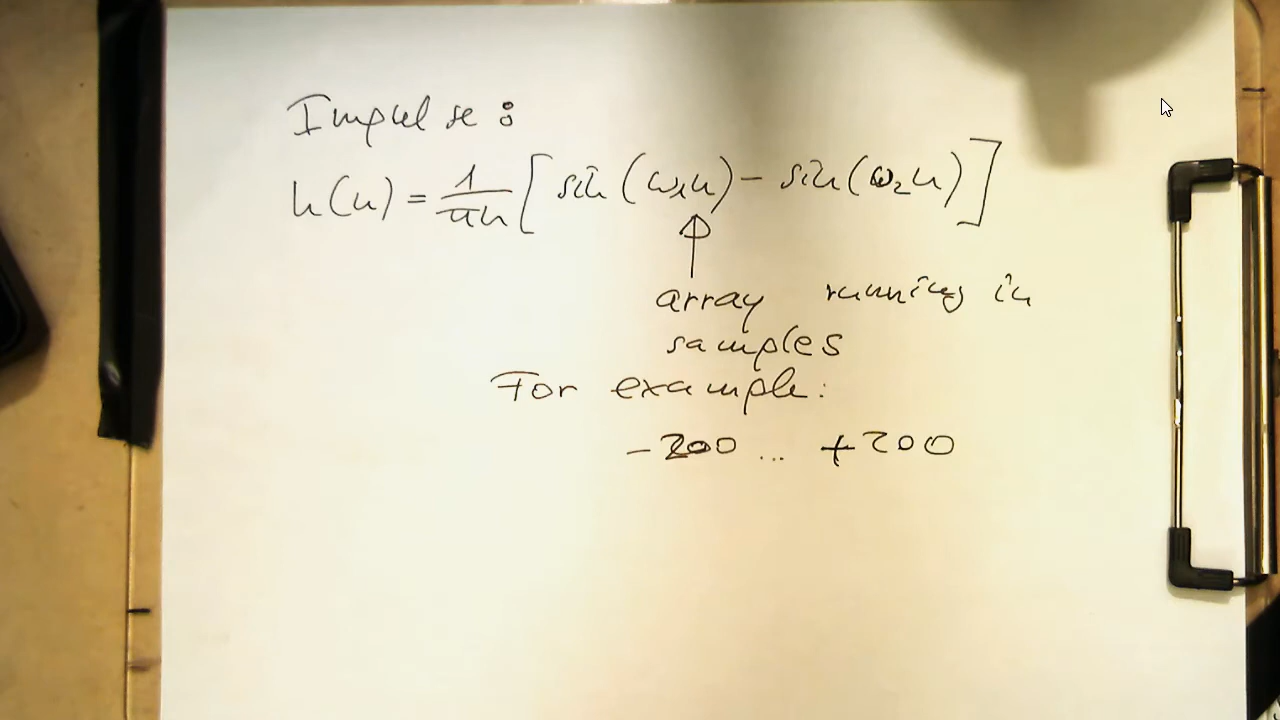 Impulse:
h(n) = 1/πn [ sin(ω₁n) − sin(ω₂n) ]
↑
array running in
samples
For example:
−200 ... +200